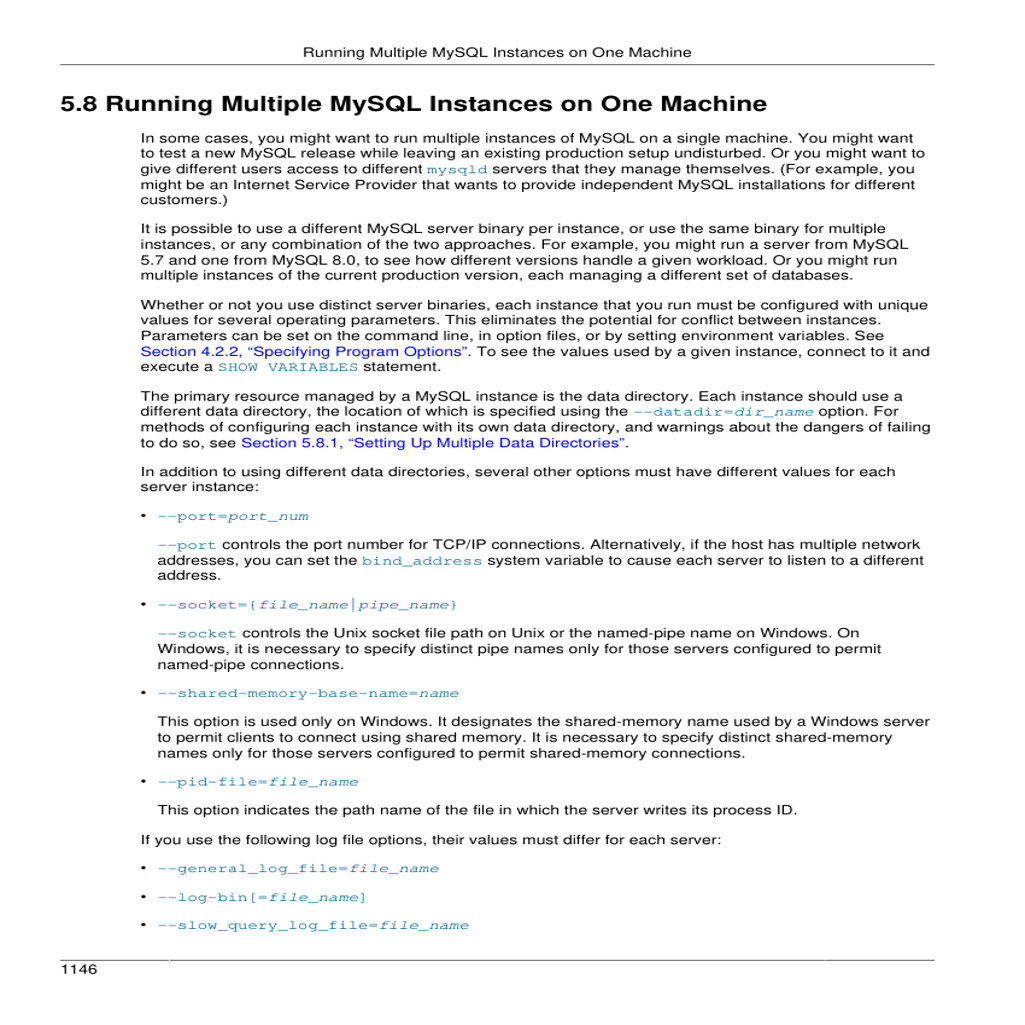 Running Multiple MySQL Instances on One Machine
5.8 Running Multiple MySQL Instances on One Machine
In some cases, you might want to run multiple instances of MySQL on a single machine. You might want
to test a new MySQL release while leaving an existing production setup undisturbed. Or you might want to
give different users access to different mysqld servers that they manage themselves. (For example, you
might be an Internet Service Provider that wants to provide independent MySQL installations for different
customers.)
It is possible to use a different MySQL server binary per instance, or use the same binary for multiple
instances, or any combination of the two approaches. For example, you might run a server from MySQL
5.7 and one from MySQL 8.0, to see how different versions handle a given workload. Or you might run
multiple instances of the current production version, each managing a different set of databases.
Whether or not you use distinct server binaries, each instance that you run must be configured with unique
values for several operating parameters. This eliminates the potential for conflict between instances.
Parameters can be set on the command line, in option files, or by setting environment variables. See
Section 4.2.2, “Specifying Program Options”. To see the values used by a given instance, connect to it and
execute a SHOW VARIABLES statement.
The primary resource managed by a MySQL instance is the data directory. Each instance should use a
different data directory, the location of which is specified using the --datadir=dir_name option. For
methods of configuring each instance with its own data directory, and warnings about the dangers of failing
to do so, see Section 5.8.1, “Setting Up Multiple Data Directories”.
In addition to using different data directories, several other options must have different values for each
server instance:
• --port=port_num
--port controls the port number for TCP/IP connections. Alternatively, if the host has multiple network
addresses, you can set the bind_address system variable to cause each server to listen to a different
address.
• --socket={file_name|pipe_name}
--socket controls the Unix socket file path on Unix or the named-pipe name on Windows. On
Windows, it is necessary to specify distinct pipe names only for those servers configured to permit
named-pipe connections.
• --shared-memory-base-name=name
This option is used only on Windows. It designates the shared-memory name used by a Windows server
to permit clients to connect using shared memory. It is necessary to specify distinct shared-memory
names only for those servers configured to permit shared-memory connections.
• --pid-file=file_name
This option indicates the path name of the file in which the server writes its process ID.
If you use the following log file options, their values must differ for each server:
• --general_log_file=file_name
• --log-bin[=file_name]
• --slow_query_log_file=file_name
1146